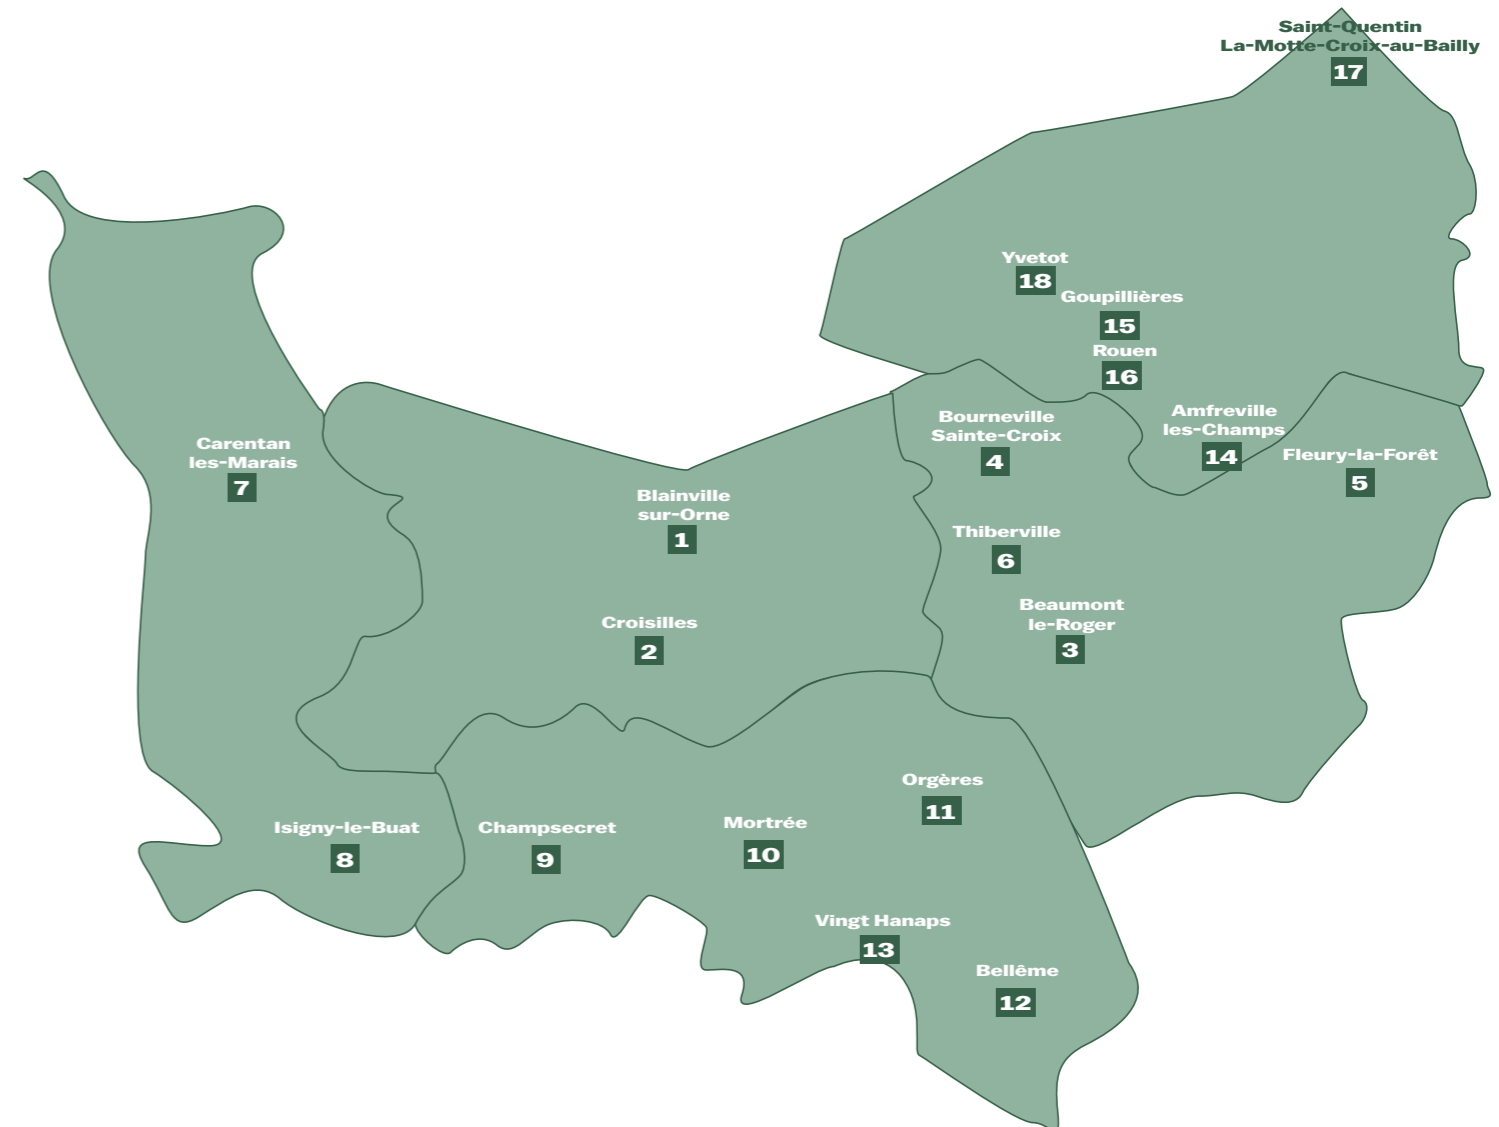 Saint-Quentin
La-Motte-Croix-au-Bailly
17
Yvetot
18
Goupillières
15
Rouen
16
Bourneville
Sainte-Croix
4
Amfreville
les-Champs
14
Fleury-la-Forêt
5
Carentan
les-Marais
7
Blainville
sur-Orne
1
Thiberville
6
Croisilles
2
Beaumont
le-Roger
3
Orgères
11
Isigny-le-Buat
8
Champsecret
9
Mortrée
10
Vingt Hanaps
13
Bellême
12